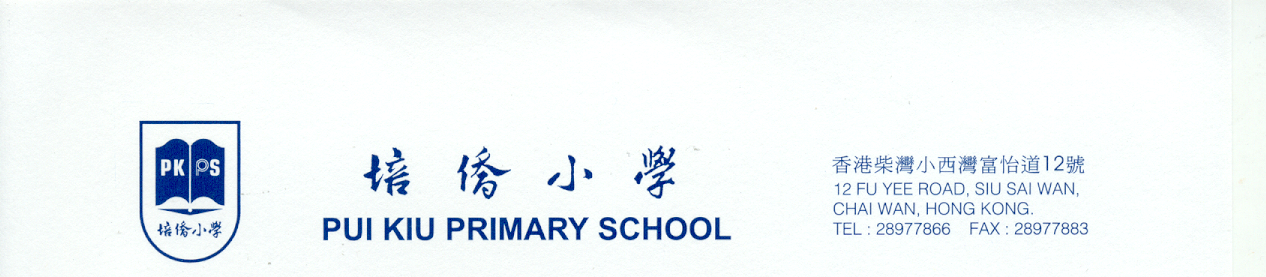 PKPS
培僑小學
培僑小學
PUI KIU PRIMARY SCHOOL
香港柴灣小西灣富怡道12號
12 FU YEE ROAD, SIU SAI WAN,
CHAI WAN, HONG KONG.
TEL : 28977866 FAX : 28977883